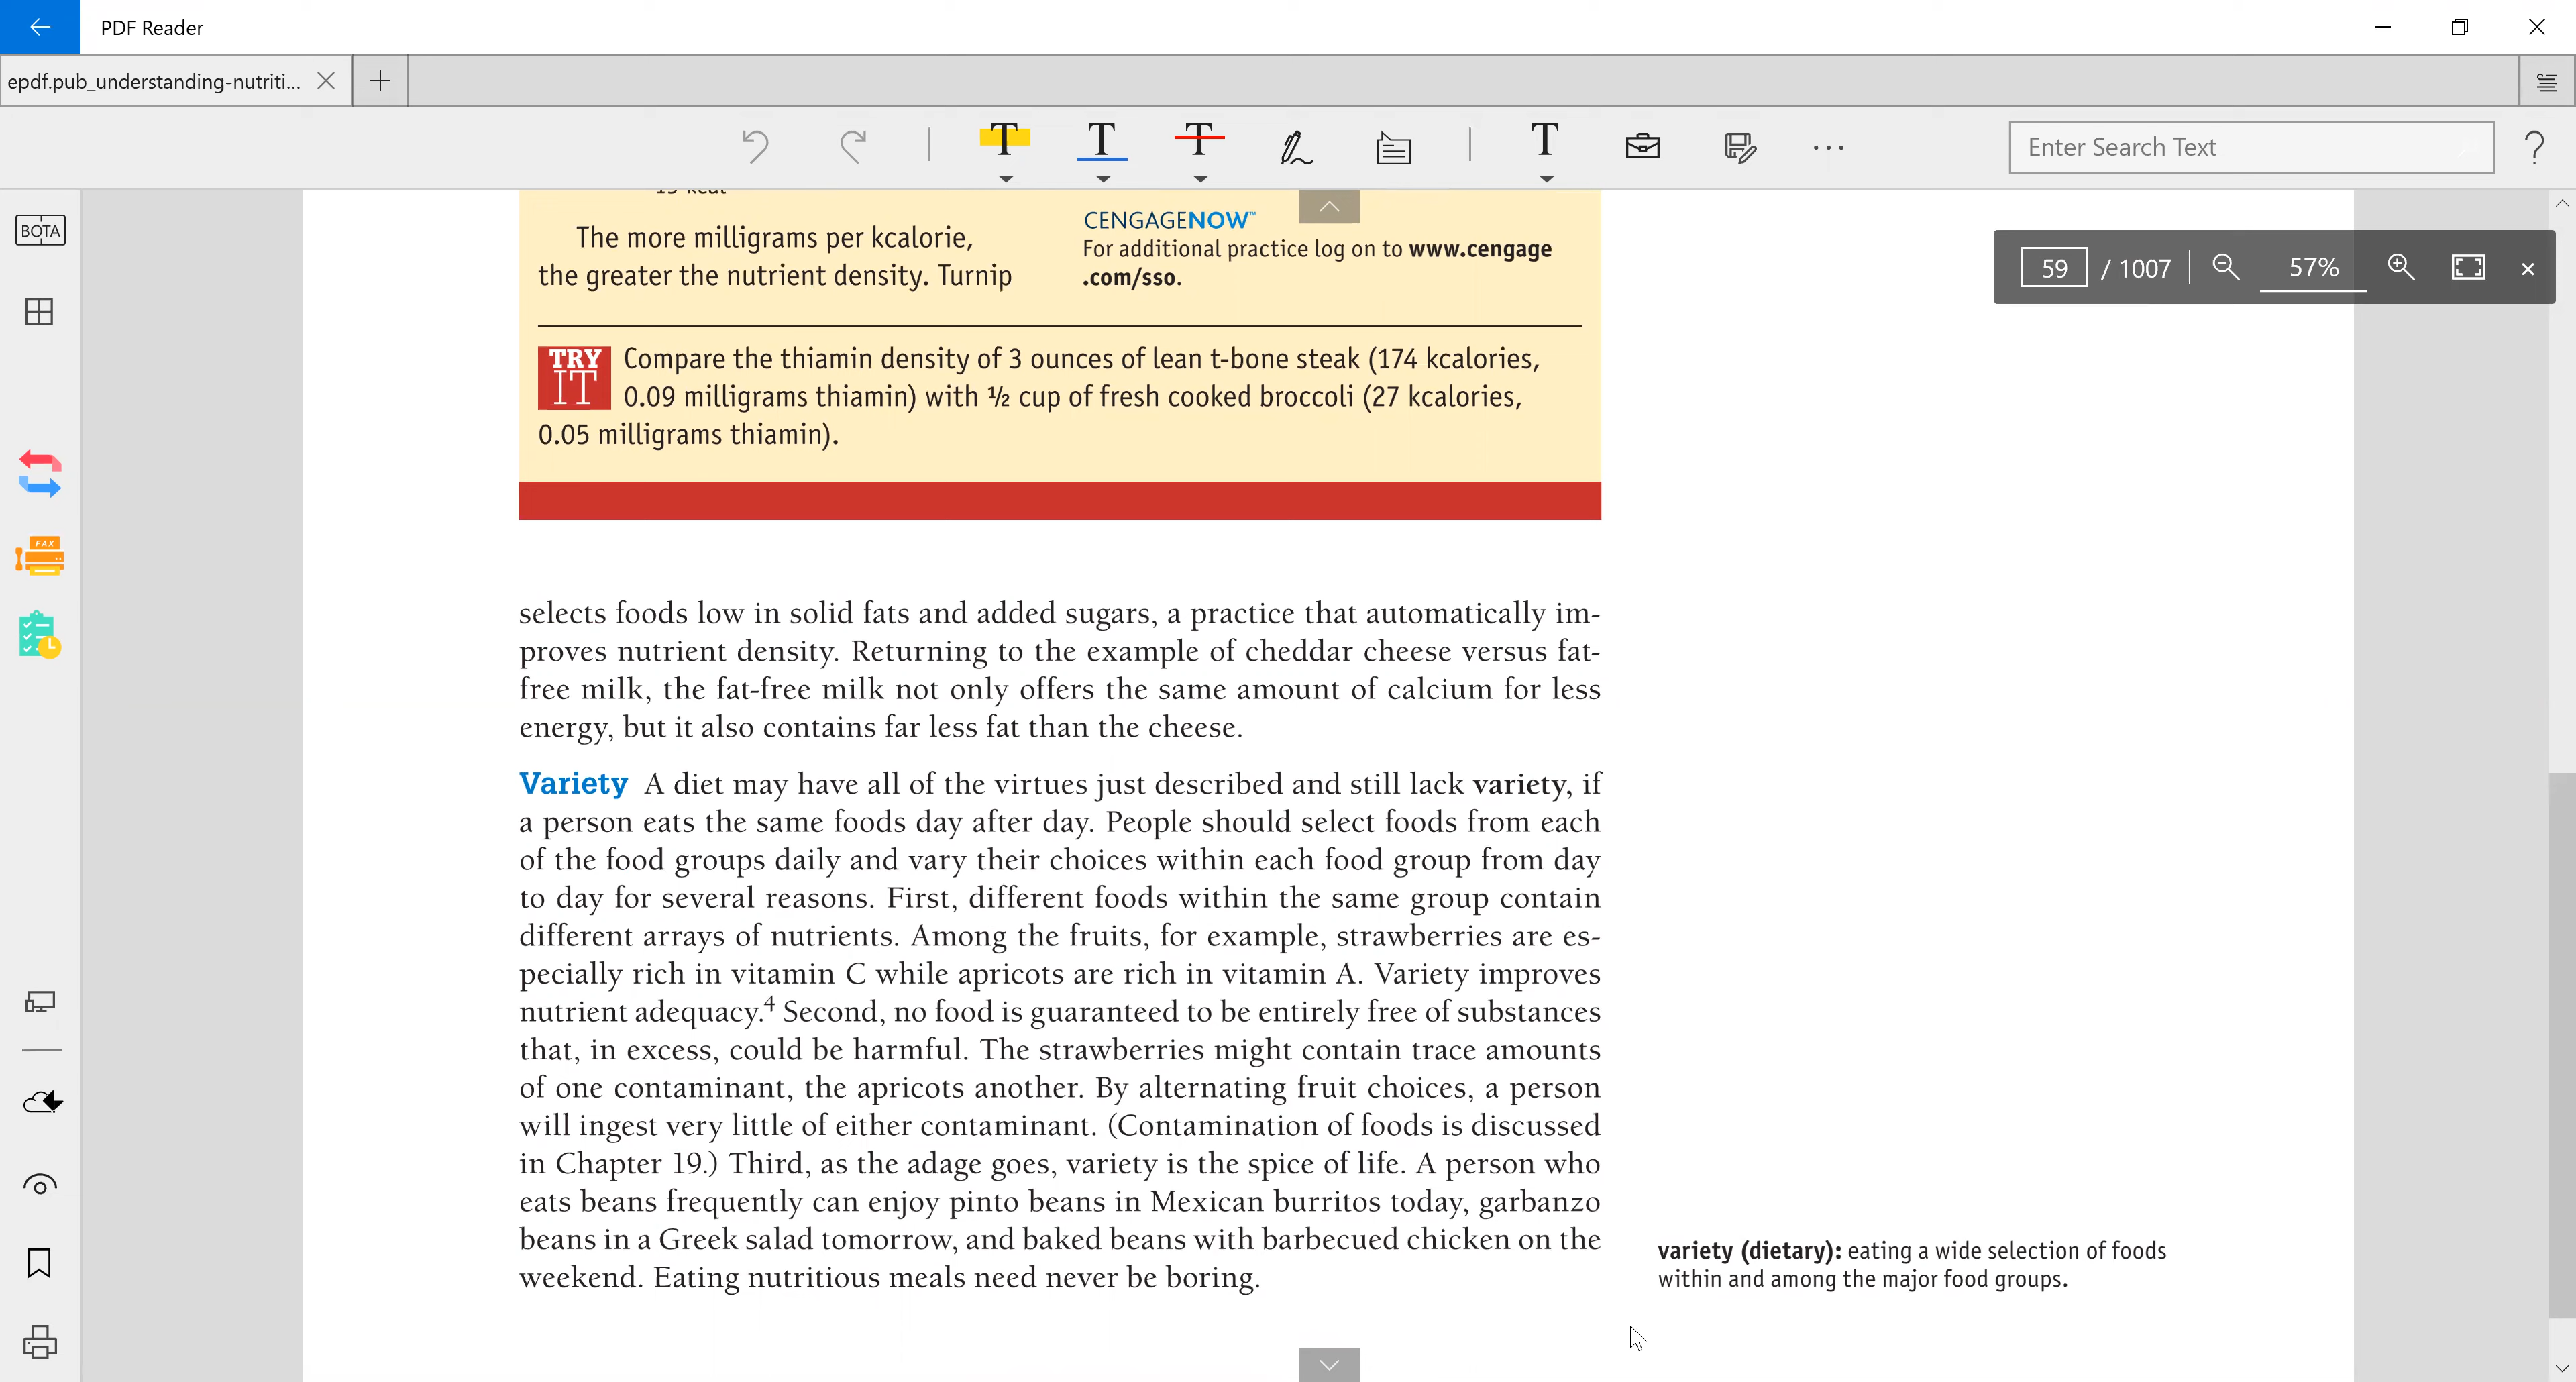 PDF Reader
epdf.pub_understanding-nutriti...
Enter Search Text
?
BOTA
59 / 1007
57%
FAX
The more milligrams per kcalorie,
the greater the nutrient density. Turnip
CENGAGENOW™
For additional practice log on to www.cengage
.com/sso.
TRY
IT
Compare the thiamin density of 3 ounces of lean t-bone steak (174 kcalories,
0.09 milligrams thiamin) with ½ cup of fresh cooked broccoli (27 kcalories,
0.05 milligrams thiamin).
selects foods low in solid fats and added sugars, a practice that automatically im-
proves nutrient density. Returning to the example of cheddar cheese versus fat-
free milk, the fat-free milk not only offers the same amount of calcium for less
energy, but it also contains far less fat than the cheese.
Variety A diet may have all of the virtues just described and still lack variety, if
a person eats the same foods day after day. People should select foods from each
of the food groups daily and vary their choices within each food group from day
to day for several reasons. First, different foods within the same group contain
different arrays of nutrients. Among the fruits, for example, strawberries are es-
pecially rich in vitamin C while apricots are rich in vitamin A. Variety improves
nutrient adequacy.⁴ Second, no food is guaranteed to be entirely free of substances
that, in excess, could be harmful. The strawberries might contain trace amounts
of one contaminant, the apricots another. By alternating fruit choices, a person
will ingest very little of either contaminant. (Contamination of foods is discussed
in Chapter 19.) Third, as the adage goes, variety is the spice of life. A person who
eats beans frequently can enjoy pinto beans in Mexican burritos today, garbanzo
beans in a Greek salad tomorrow, and baked beans with barbecued chicken on the
weekend. Eating nutritious meals need never be boring.
variety (dietary): eating a wide selection of foods
within and among the major food groups.